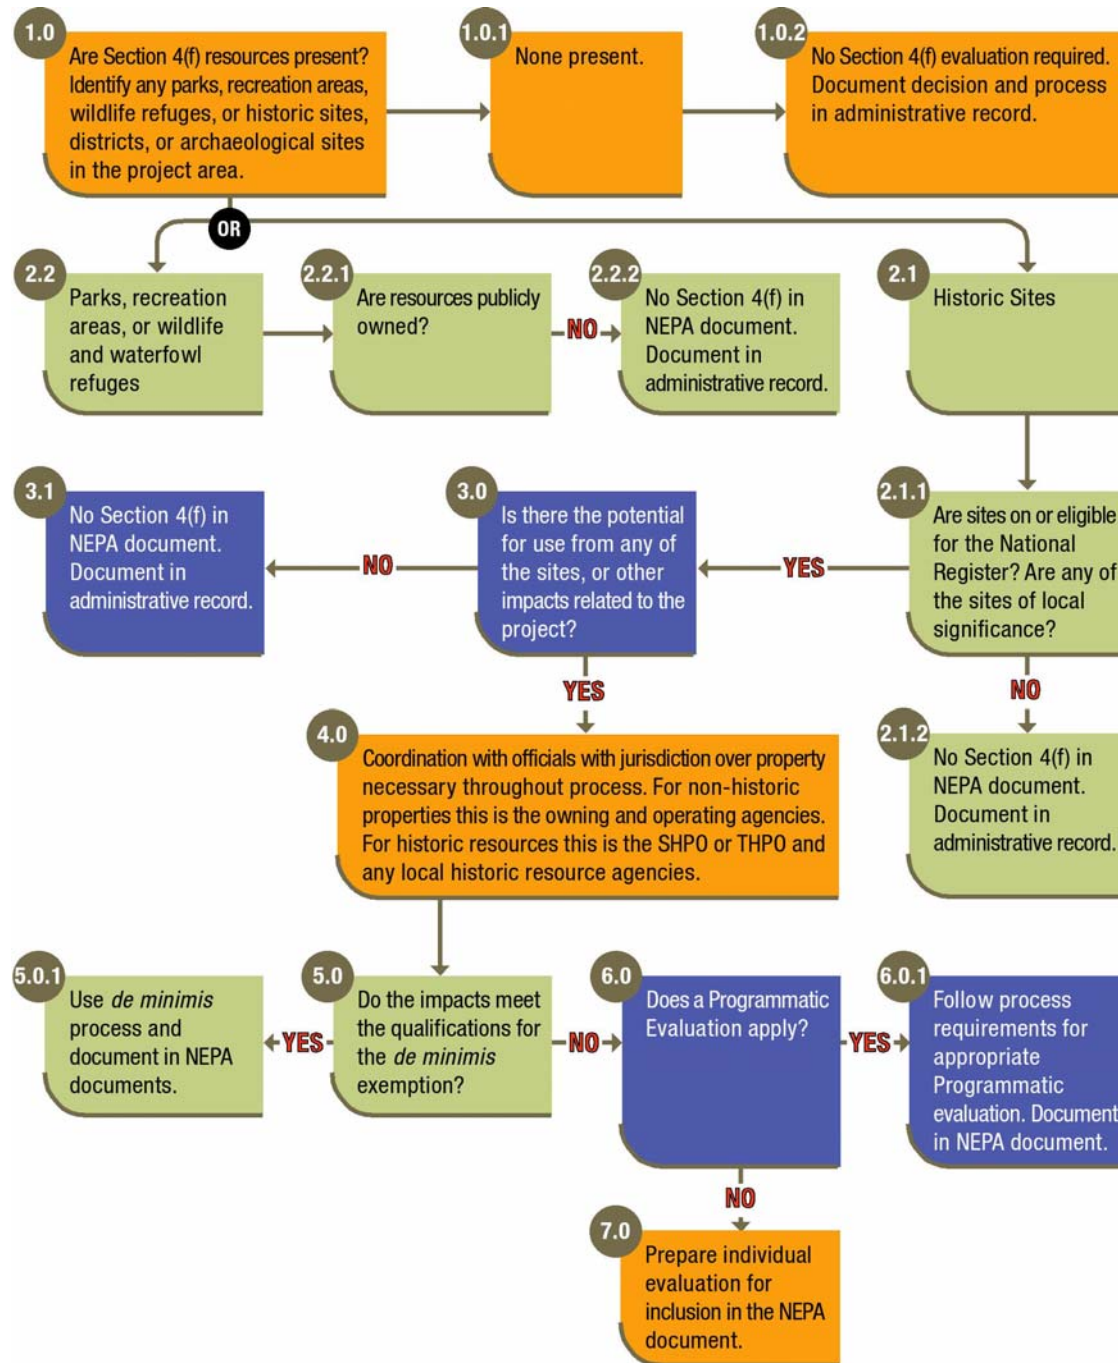 1.0
Are Section 4(f) resources present?
Identify any parks, recreation areas,
wildlife refuges, or historic sites,
districts, or archaeological sites
in the project area.
1.0.1
None present.
1.0.2
No Section 4(f) evaluation required.
Document decision and process
in administrative record.
OR
2.2
Parks, recreation
areas, or wildlife
and waterfowl
refuges
2.2.1
Are resources publicly
owned?
NO
2.2.2
No Section 4(f) in
NEPA document.
Document in
administrative record.
2.1
Historic Sites
3.1
No Section 4(f) in
NEPA document.
Document in
administrative record.
NO
3.0
Is there the potential
for use from any of
the sites, or other
impacts related to the
project?
YES
2.1.1
Are sites on or eligible
for the National
Register? Are any of
the sites of local
significance?
YES
NO
4.0
Coordination with officials with jurisdiction over property
necessary throughout process. For non-historic
properties this is the owning and operating agencies.
For historic resources this is the SHPO or THPO and
any local historic resource agencies.
2.1.2
No Section 4(f) in
NEPA document.
Document in
administrative record.
5.0.1
Use de minimis
process and
document in NEPA
documents.
YES
5.0
Do the impacts meet
the qualifications for
the de minimis
exemption?
NO
6.0
Does a Programmatic
Evaluation apply?
YES
6.0.1
Follow process
requirements for
appropriate
Programmatic
evaluation. Document
in NEPA document.
NO
7.0
Prepare individual
evaluation for
inclusion in the NEPA
document.